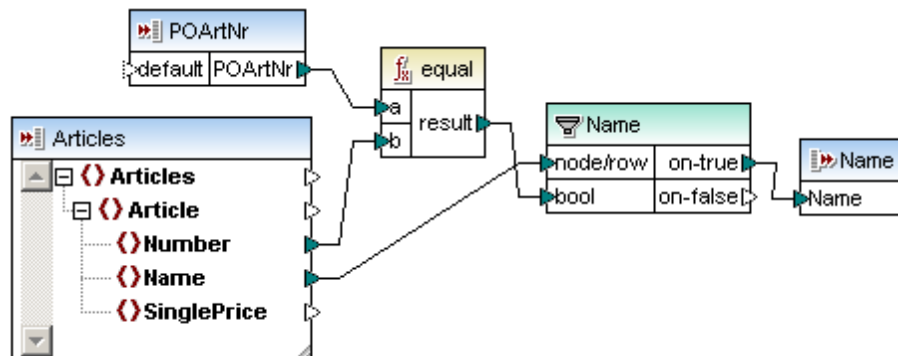 POArtNr
default POArtNr
equal
a
b
result
Name
node/row on-true
bool on-false
Name
Name
Articles
Articles
Article
Number
Name
SinglePrice